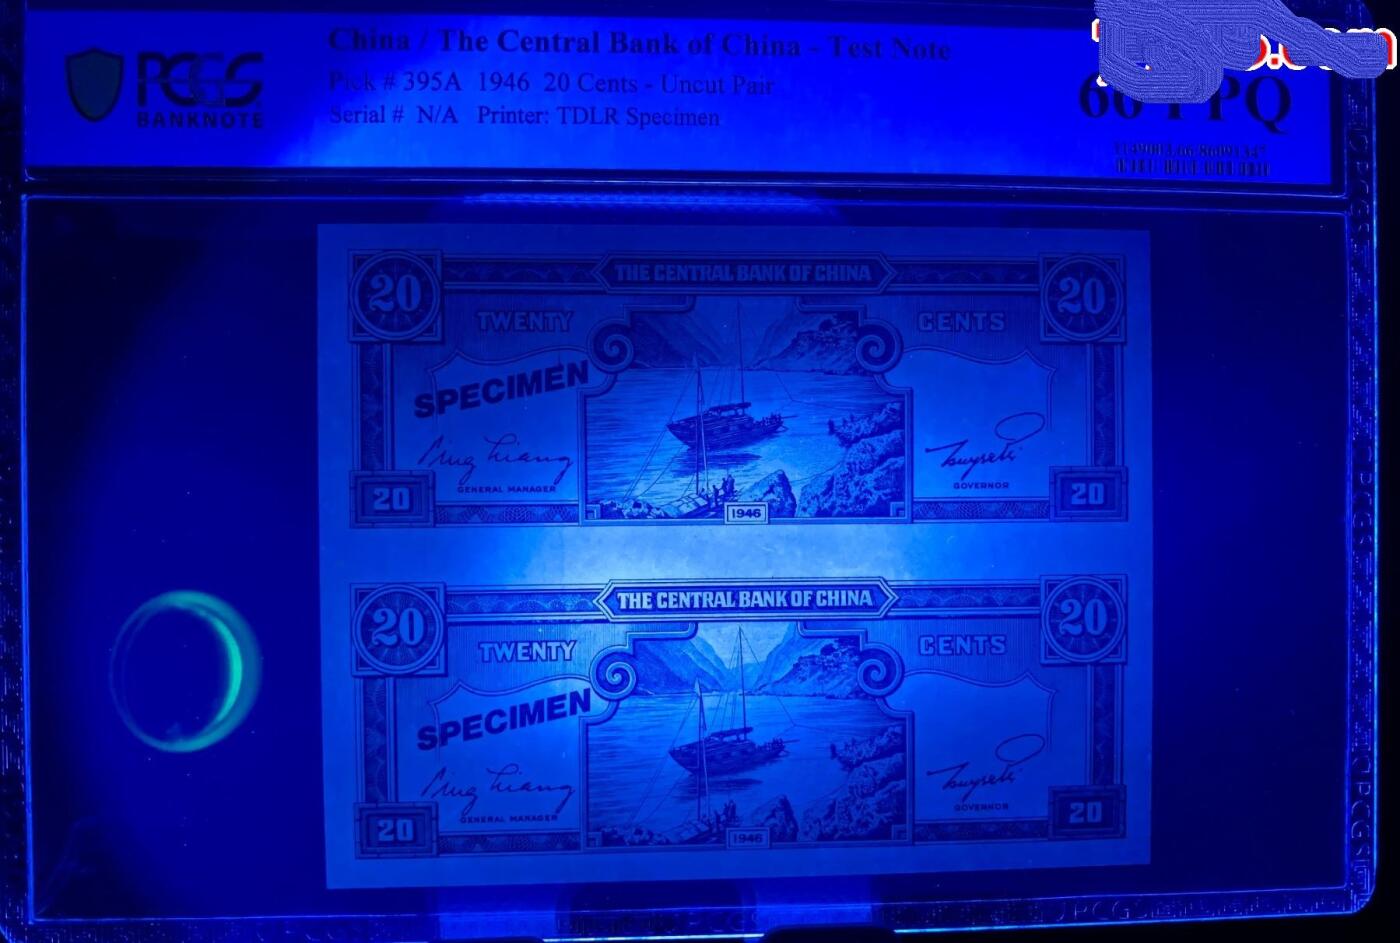 PCGS
BANKNOTE
China / The Central Bank of China - Test Note
Pick # 395A 1946 20 Cents - Uncut Pair
Serial # N/A Printer: TDLR Specimen
PPQ
20
THE CENTRAL BANK OF CHINA
20
TWENTY
CENTS
SPECIMEN
GENERAL MANAGER
GOVERNOR
20
1946
20
20
THE CENTRAL BANK OF CHINA
20
TWENTY
CENTS
SPECIMEN
GENERAL MANAGER
GOVERNOR
20
1946
20